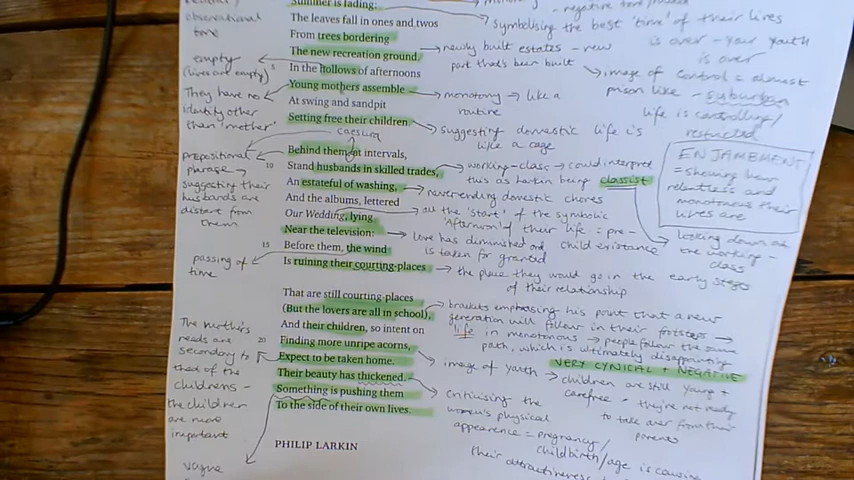 Summer is fading:
The leaves fall in ones and twos
From trees bordering
The new recreation ground.
5 In the hollows of afternoons
Young mothers assemble
At swing and sandpit
Setting free their children.
Behind them, at intervals,
10 Stand husbands in skilled trades,
An estateful of washing,
And the albums, lettered
Our Wedding, lying
Near the television:
15 Before them, the wind
Is ruining their courting-places
That are still courting-places
(But the lovers are all in school),
And their children, so intent on
20 Finding more unripe acorns,
Expect to be taken home.
Their beauty has thickened.
Something is pushing them
To the side of their own lives.
PHILIP LARKIN
observational
tone
empty
(lives are empty)
They have no
identity other
than 'mother'
caesura
prepositional
phrase →
suggesting their
husbands are
distant from
them
passing of
time
The mother's
needs are
secondary to
that of the
childrens -
the children
are more
important
vague
symbolising the best 'time' of their lives
is over - your youth
is over
newly built estates - new
part that's been built
image of control = almost
prison like - suburban
life is controlling/
restricted
monotony → like a
routine
suggesting domestic life is
like a cage
ENJAMBMENT
= showing how
relentless and
monotonous their
lives are
working-class → could interpret
this as Larkin being classist
looking down on
the working-
class
neverending domestic chores
all the 'start' of the symbolic
'Afternoon' of their life = pre-
child existence
love has diminished and
is taken for granted
the place they would go in the early stages
of their relationship
brackets emphasing his point that a new
generation will follow in their footsteps →
life is monotonous → people follow the same
path, which is ultimately disappointing
VERY CYNICAL + NEGATIVE
image of youth → children are still young +
carefree - they're not ready
to take over from their
parents
criticising the
women's physical
appearance = pregnancy/
childbirth/age is causing
their attractiveness